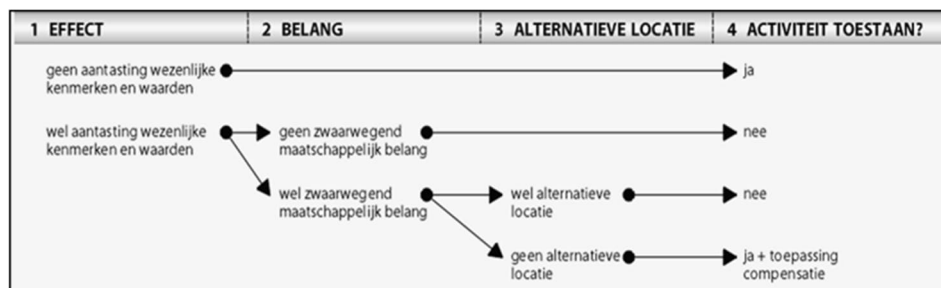 1 EFFECT 2 BELANG 3 ALTERNATIEVE LOCATIE 4 ACTIVITEIT TOESTAAN?
geen aantasting wezenlijke
kenmerken en waarden
ja
wel aantasting wezenlijke
kenmerken en waarden
geen zwaarwegend
maatschappelijk belang
nee
wel zwaarwegend
maatschappelijk belang
wel alternatieve
locatie
nee
geen alternatieve
locatie
ja + toepassing
compensatie